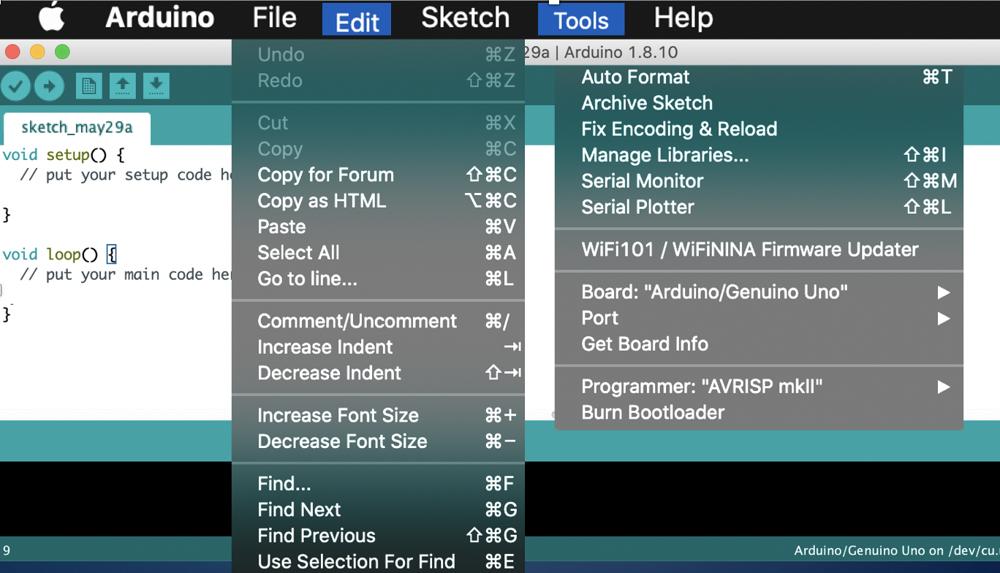 Arduino File Edit Sketch Tools Help
29a | Arduino 1.8.10
sketch_may29a
void setup() {
// put your setup code he
}
void loop() {
// put your main code her
}
Undo ⌘Z
Redo ⇧⌘Z
Cut ⌘X
Copy ⌘C
Copy for Forum ⇧⌘C
Copy as HTML ⌥⌘C
Paste ⌘V
Select All ⌘A
Go to line... ⌘L
Comment/Uncomment ⌘/
Increase Indent ⇥
Decrease Indent ⇧⇥
Increase Font Size ⌘+
Decrease Font Size ⌘−
Find... ⌘F
Find Next ⌘G
Find Previous ⇧⌘G
Use Selection For Find ⌘E
Auto Format ⌘T
Archive Sketch
Fix Encoding & Reload
Manage Libraries... ⇧⌘I
Serial Monitor ⇧⌘M
Serial Plotter ⇧⌘L
WiFi101 / WiFiNINA Firmware Updater
Board: "Arduino/Genuino Uno" ▶
Port ▶
Get Board Info
Programmer: "AVRISP mkII" ▶
Burn Bootloader
9
Arduino/Genuino Uno on /dev/cu.